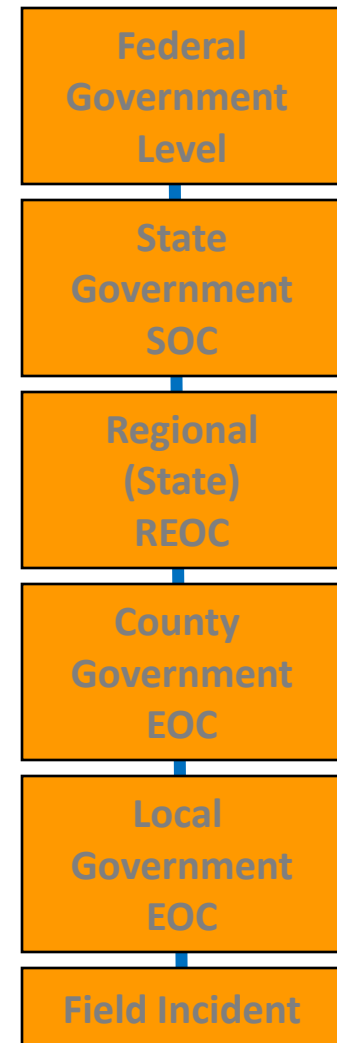 Federal
Government
Level
State
Government
SOC
Regional
(State)
REOC
County
Government
EOC
Local
Government
EOC
Field Incident